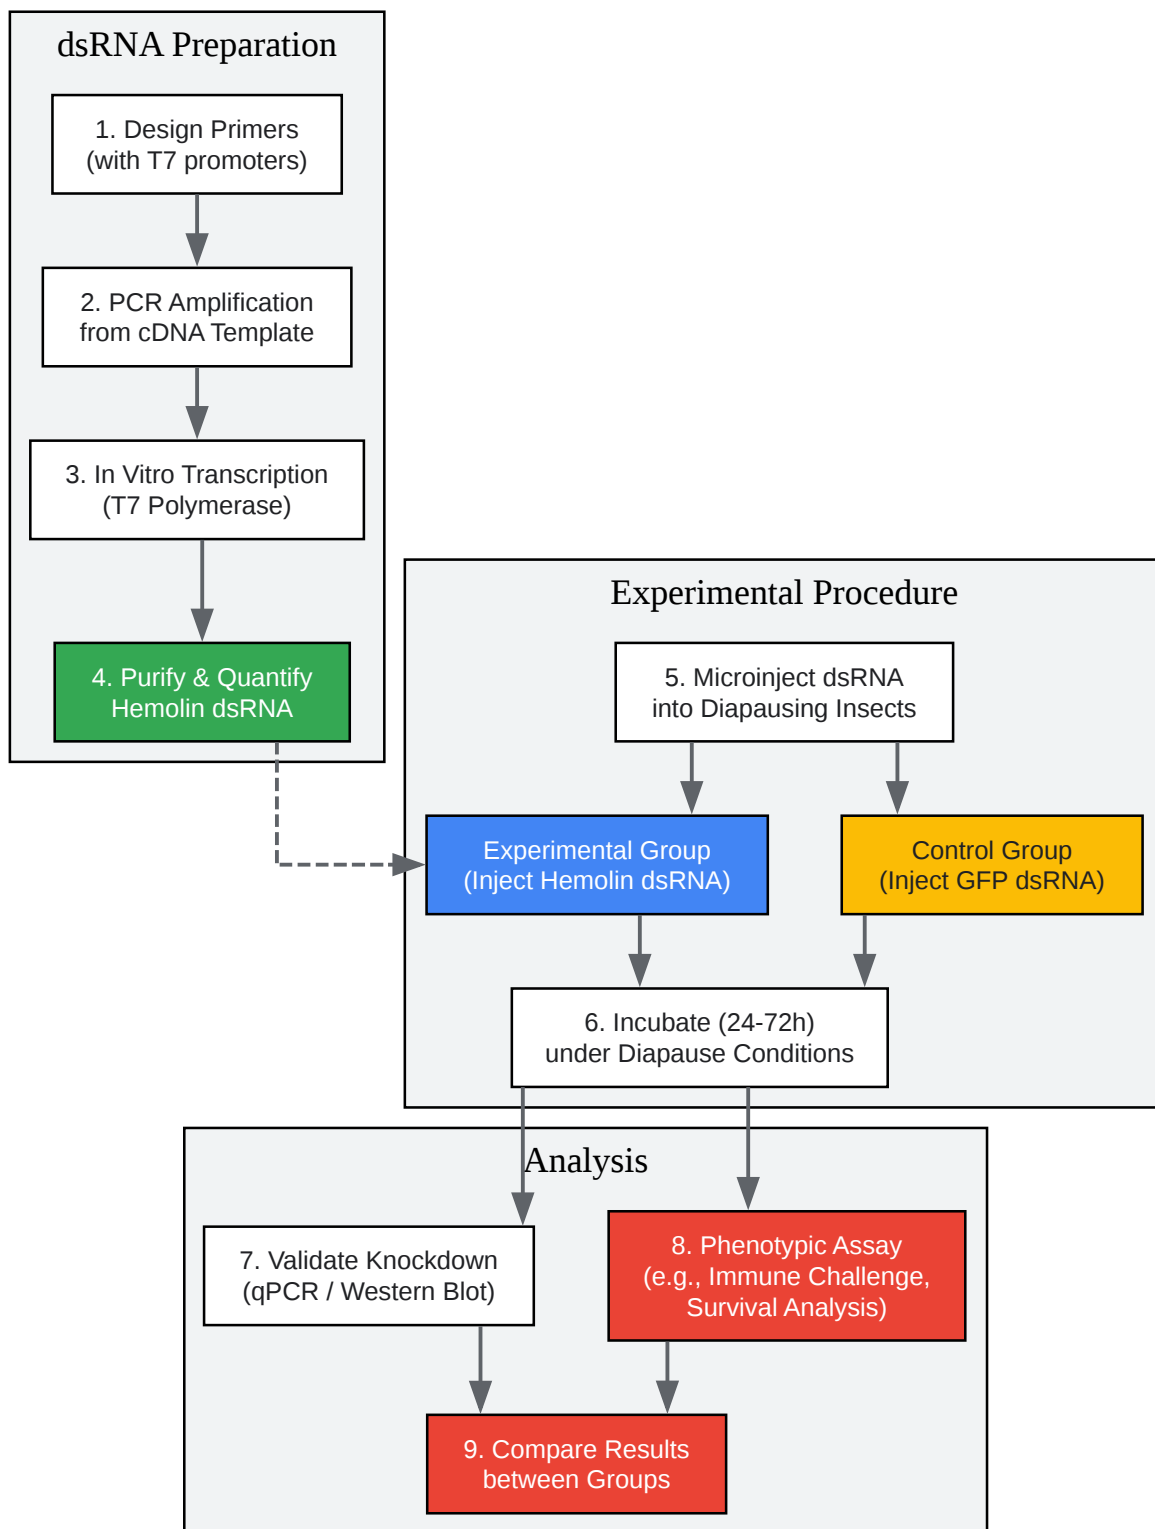 dsRNA Preparation
1. Design Primers
(with T7 promoters)
2. PCR Amplification
from cDNA Template
3. In Vitro Transcription
(T7 Polymerase)
4. Purify & Quantify
Hemolin dsRNA
Experimental Procedure
5. Microinject dsRNA
into Diapausing Insects
Experimental Group
(Inject Hemolin dsRNA)
Control Group
(Inject GFP dsRNA)
6. Incubate (24-72h)
under Diapause Conditions
Analysis
7. Validate Knockdown
(qPCR / Western Blot)
8. Phenotypic Assay
(e.g., Immune Challenge,
Survival Analysis)
9. Compare Results
between Groups